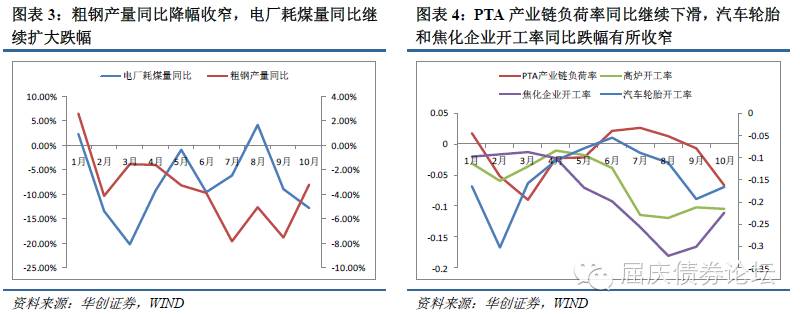 图表 3：粗钢产量同比降幅收窄，电厂耗煤量同比继
续扩大跌幅
电厂耗煤量同比
粗钢产量同比
10.00%
5.00%
0.00%
-5.00%
-10.00%
-15.00%
-20.00%
-25.00%
4.00%
2.00%
0.00%
-2.00%
-4.00%
-6.00%
-8.00%
-10.00%
1月 2月 3月 4月 5月 6月 7月 8月 9月 10月
资料来源：华创证券，WIND
图表 4：PTA 产业链负荷率同比继续下滑，汽车轮胎
和焦化企业开工率同比跌幅有所收窄
PTA产业链负荷率
高炉开工率
焦化企业开工率
汽车轮胎开工率
0.05
0
-0.05
-0.1
-0.15
-0.2
0
-0.05
-0.1
-0.15
-0.2
-0.25
-0.3
-0.35
1月 2月 3月 4月 5月 6月 7月 8月 9月 10月
资料来源：华创证券，WIND
屈庆债券论坛